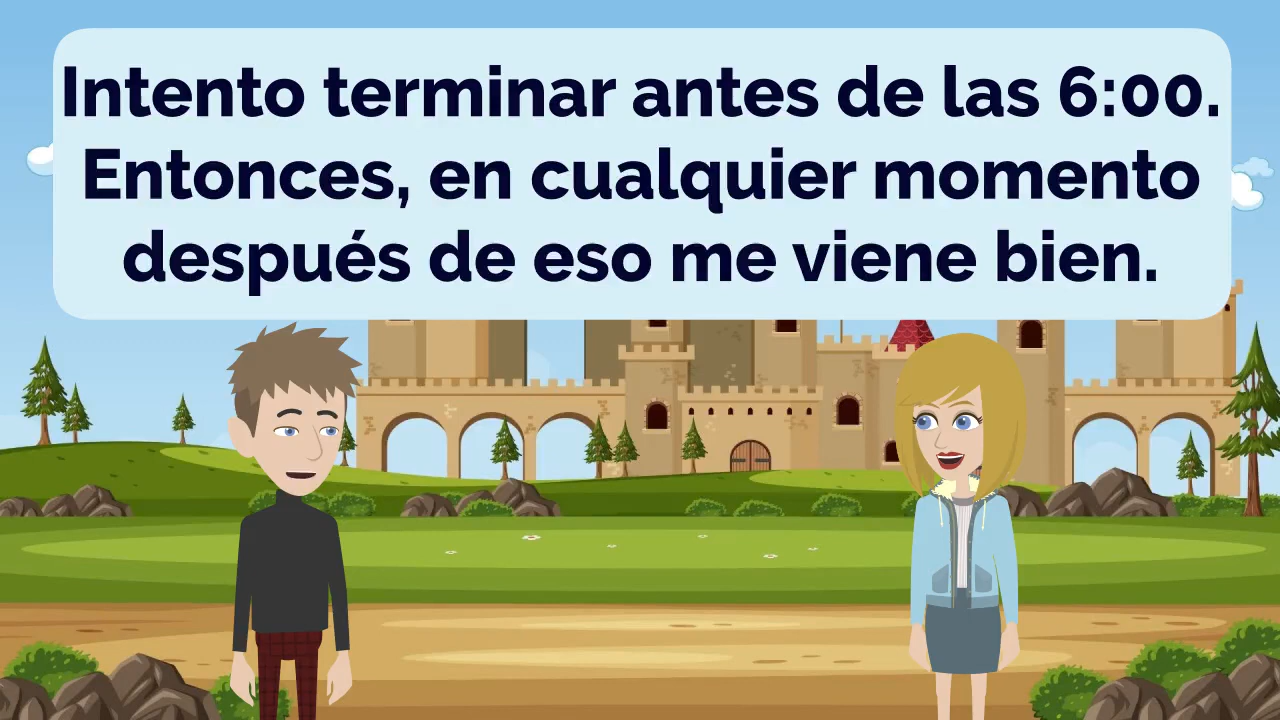 Intento terminar antes de las 6:00.
Entonces, en cualquier momento
después de eso me viene bien.